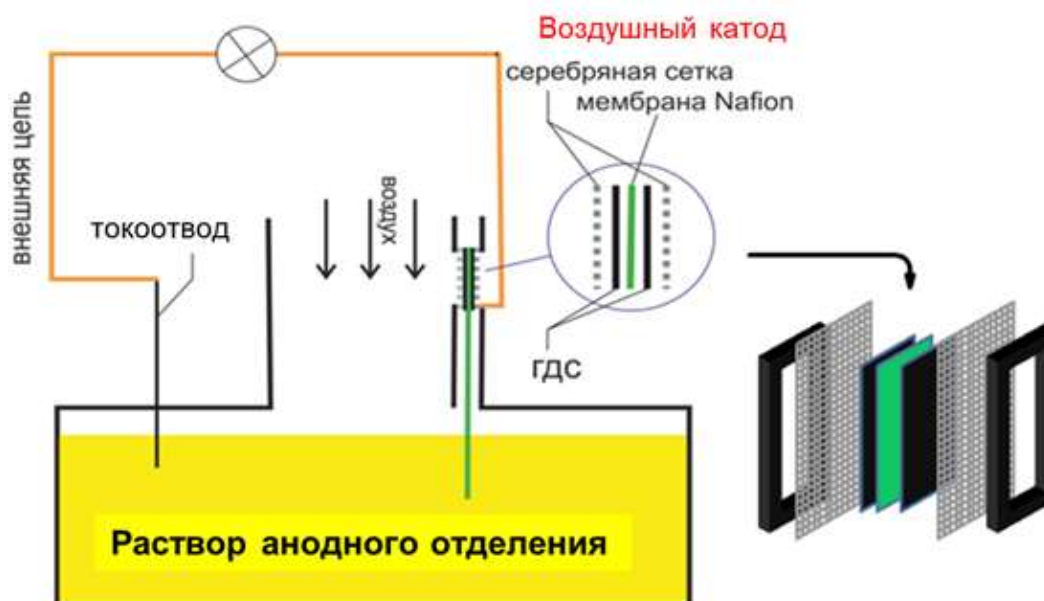 Воздушный катод
серебряная сетка
мембрана Nafion
внешняя цепь
воздух
токоотвод
ГДС
Раствор анодного отделения